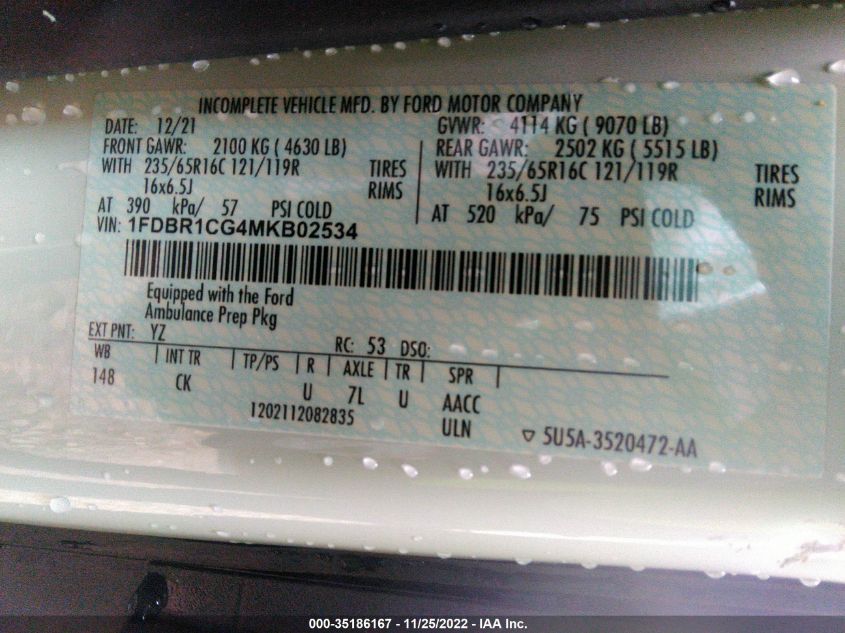 INCOMPLETE VEHICLE MFD. BY FORD MOTOR COMPANY
DATE: 12/21 GVWR: 4114 KG ( 9070 LB)
FRONT GAWR: 2100 KG ( 4630 LB) REAR GAWR: 2502 KG ( 5515 LB)
WITH 235/65R16C 121/119R TIRES WITH 235/65R16C 121/119R TIRES
16x6.5J RIMS 16x6.5J RIMS
AT 390 kPa/ 57 PSI COLD AT 520 kPa/ 75 PSI COLD
VIN: 1FDBR1CG4MKB02534
Equipped with the Ford
Ambulance Prep Pkg
EXT PNT: YZ RC: 53 DSO:
WB INT TR TP/PS R AXLE TR SPR
148 CK U 7L U AACC
1202112082835 ULN
5U5A-3520472-AA
000-35186167 - 11/25/2022 - IAA Inc.